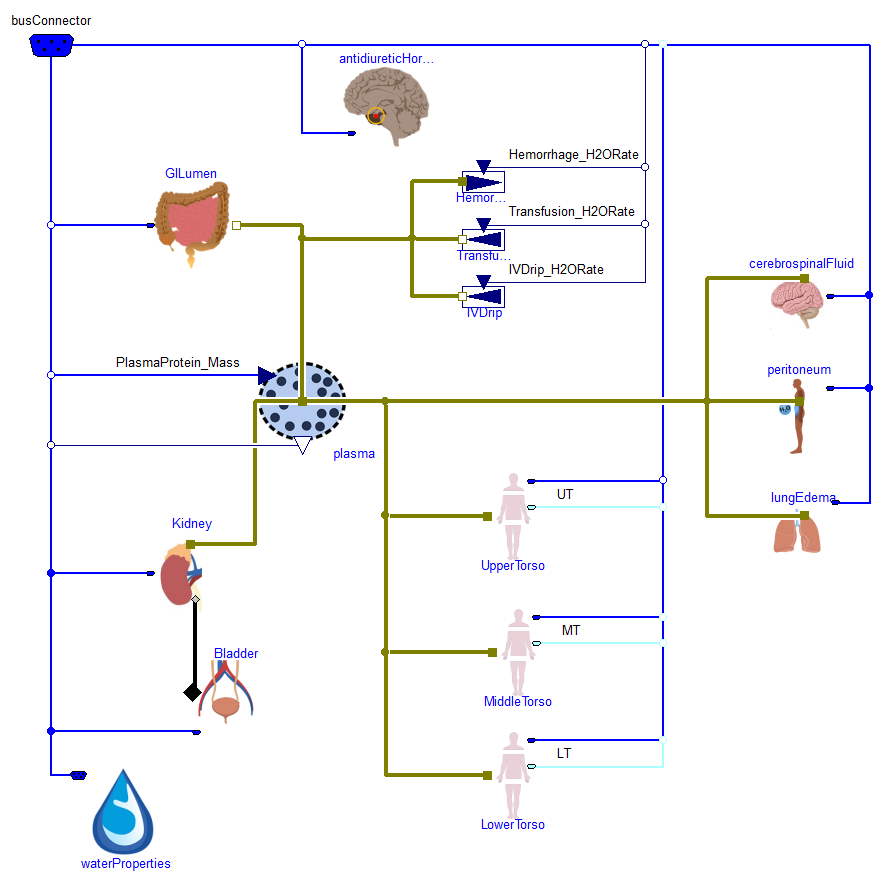 busConnector
antidiureticHor...
Hemorrhage_H2ORate
GILumen
Hemor...
Transfusion_H2ORate
Transfu...
cerebrospinalFluid
IVDrip_H2ORate
IVDrip
PlasmaProtein_Mass
peritoneum
H₂O
plasma
UT
lungEdema
Kidney
UpperTorso
MT
Bladder
MiddleTorso
LT
LowerTorso
waterProperties